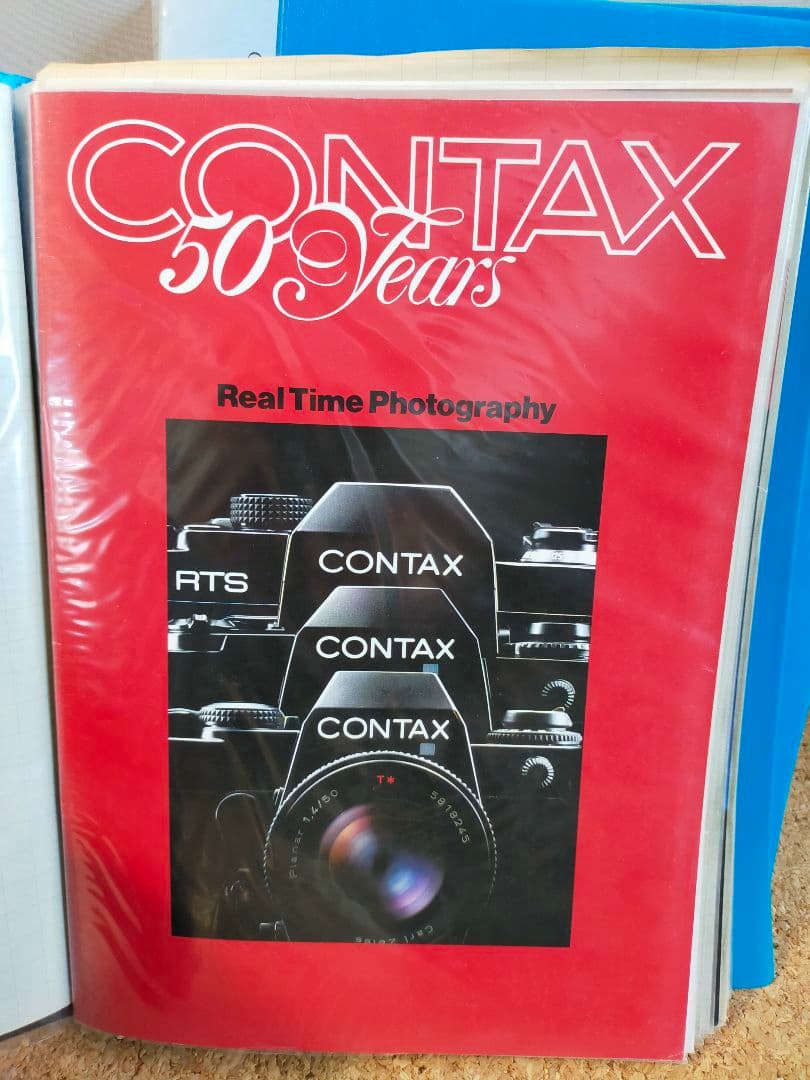 CONTAX
50 Years
Real Time Photography
CONTAX
RTS
CONTAX
CONTAX
T*
Planar 1,4/50
5818245
Carl Zeiss